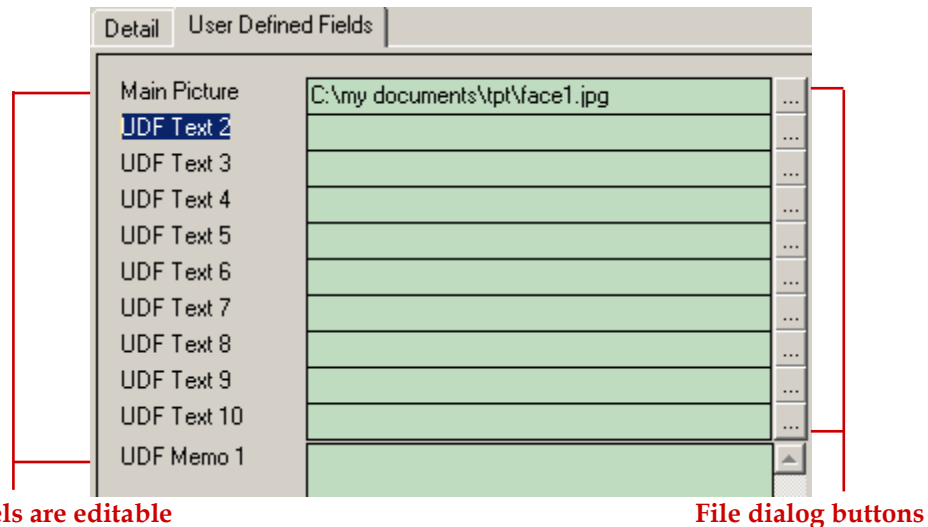 Detail User Defined Fields
Main Picture C:\my documents\tpt\face1.jpg ...
UDF Text 2 ...
UDF Text 3 ...
UDF Text 4 ...
UDF Text 5 ...
UDF Text 6 ...
UDF Text 7 ...
UDF Text 8 ...
UDF Text 9 ...
UDF Text 10 ...
UDF Memo 1
are editable File dialog buttons